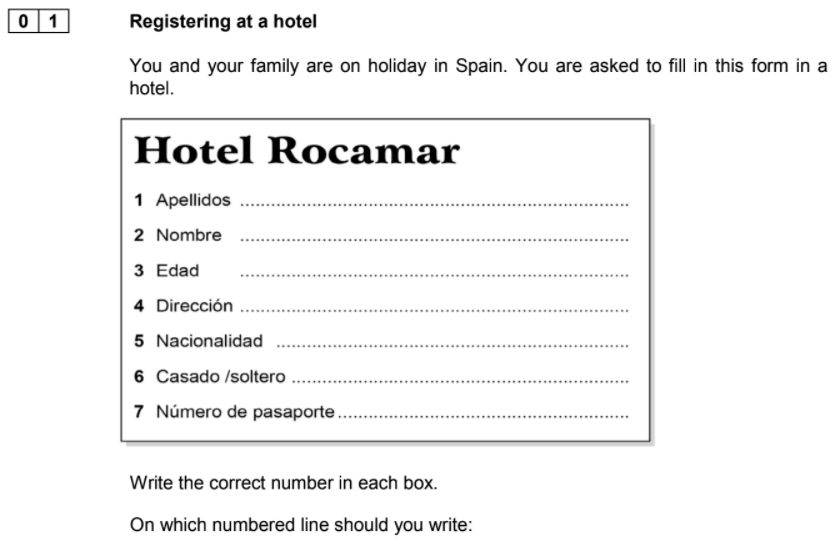 0 1 Registering at a hotel
You and your family are on holiday in Spain. You are asked to fill in this form in a
hotel.
Hotel Rocamar
1 Apellidos ..........................................................................
2 Nombre ..........................................................................
3 Edad ..........................................................................
4 Dirección ..........................................................................
5 Nacionalidad ...................................................................
6 Casado /soltero ................................................................
7 Número de pasaporte.......................................................
Write the correct number in each box.
On which numbered line should you write: